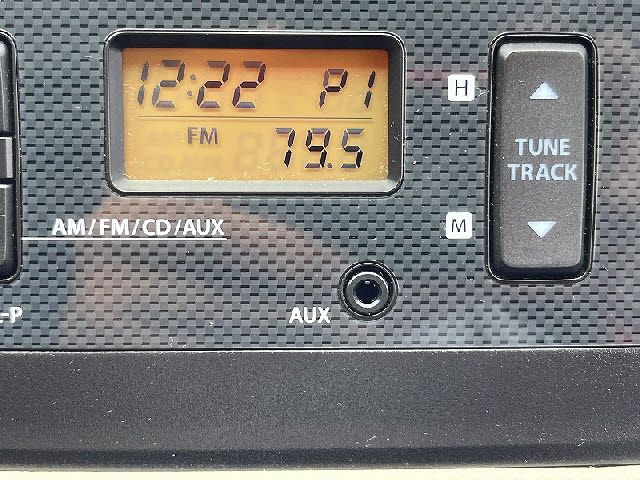 12:22 P1
FM 79.5
H
TUNE
TRACK
M
AM/FM/CD/AUX
AUX
-P